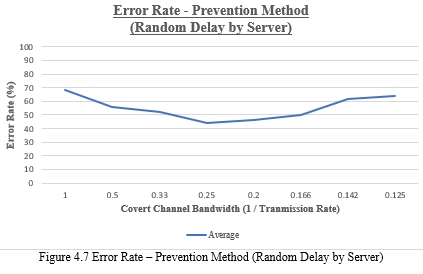 Error Rate - Prevention Method
(Random Delay by Server)
100
90
80
70
60
50
40
30
20
10
0
Error Rate (%)
1 0.5 0.33 0.25 0.2 0.166 0.142 0.125
Covert Channel Bandwidth (1 / Tranmission Rate)
Average
Figure 4.7 Error Rate – Prevention Method (Random Delay by Server)